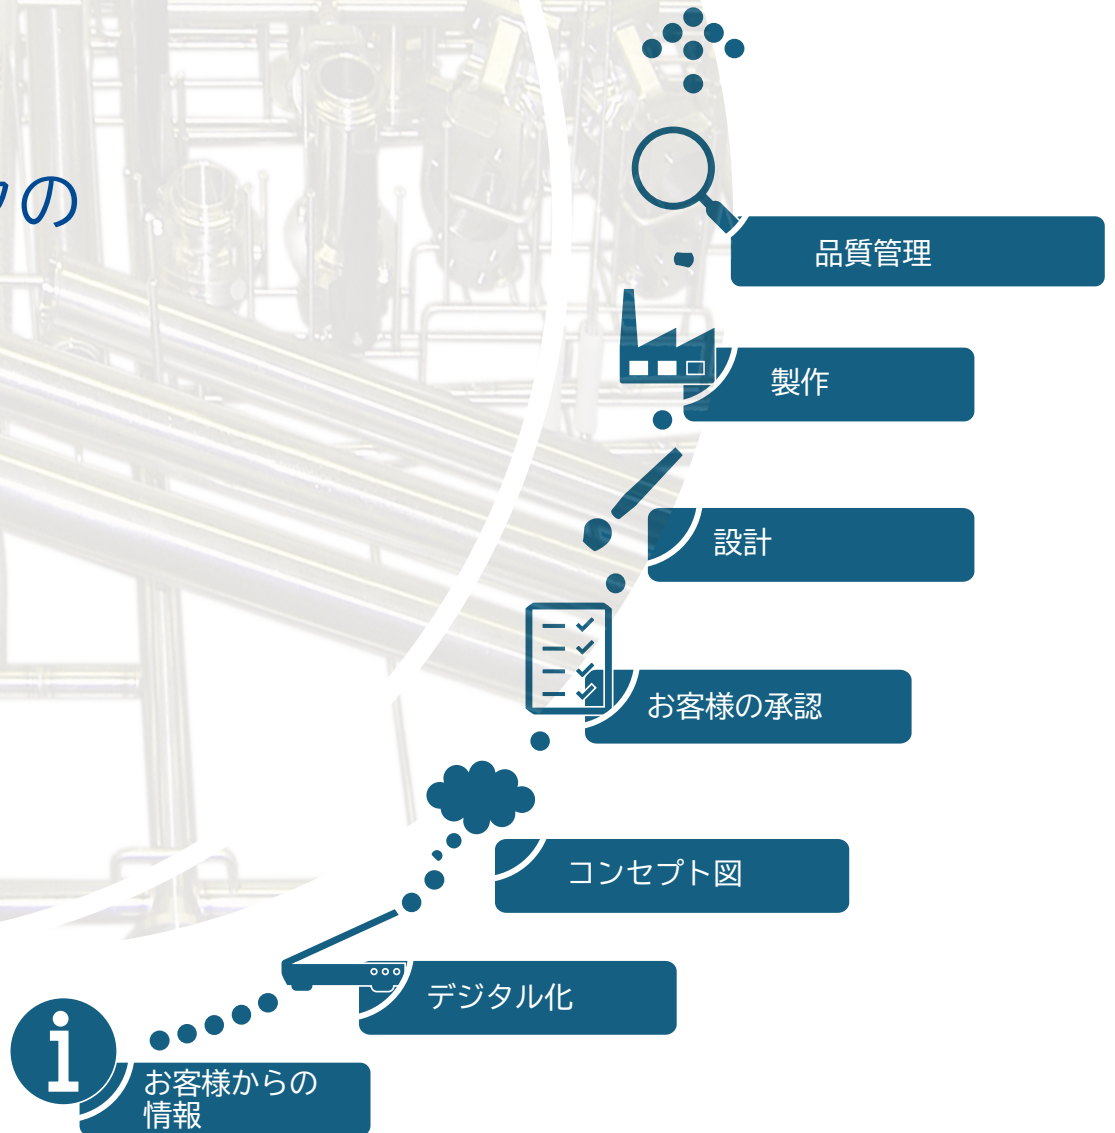 クの
品質管理
製作
設計
お客様の承認
コンセプト図
デジタル化
お客様からの
情報